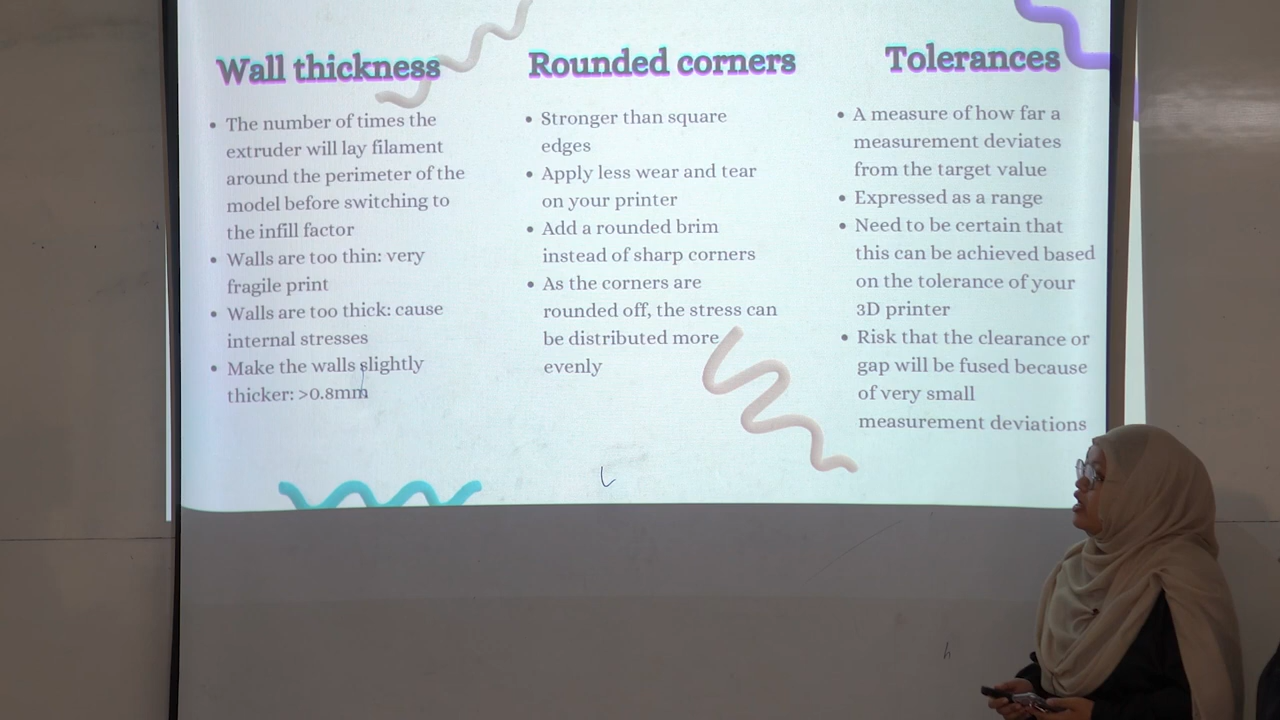 Wall thickness
The number of times the
extruder will lay filament
around the perimeter of the
model before switching to
the infill factor
Walls are too thin: very
fragile print
Walls are too thick: cause
internal stresses
Make the walls slightly
thicker: >0.8mm
Rounded corners
Stronger than square
edges
Apply less wear and tear
on your printer
Add a rounded brim
instead of sharp corners
As the corners are
rounded off, the stress can
be distributed more
evenly
Tolerances
A measure of how far a
measurement deviates
from the target value
Expressed as a range
Need to be certain that
this can be achieved based
on the tolerance of your
3D printer
Risk that the clearance or
gap will be fused because
of very small
measurement deviations